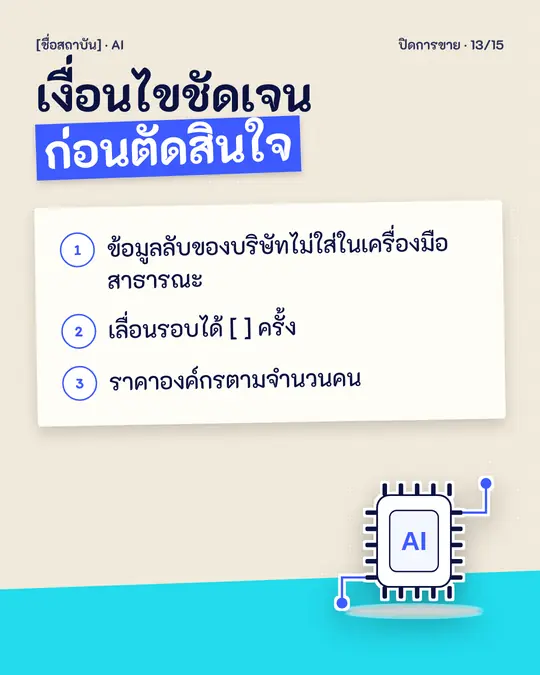 [ชื่อสถาบัน] · AI
ปิดการขาย · 13/15
เงื่อนไขชัดเจน
ก่อนตัดสินใจ
1 ข้อมูลลับของบริษัทไม่ใส่ในเครื่องมือ
สาธารณะ
2 เลื่อนรอบได้ [ ] ครั้ง
3 ราคาองค์กรตามจำนวนคน
AI